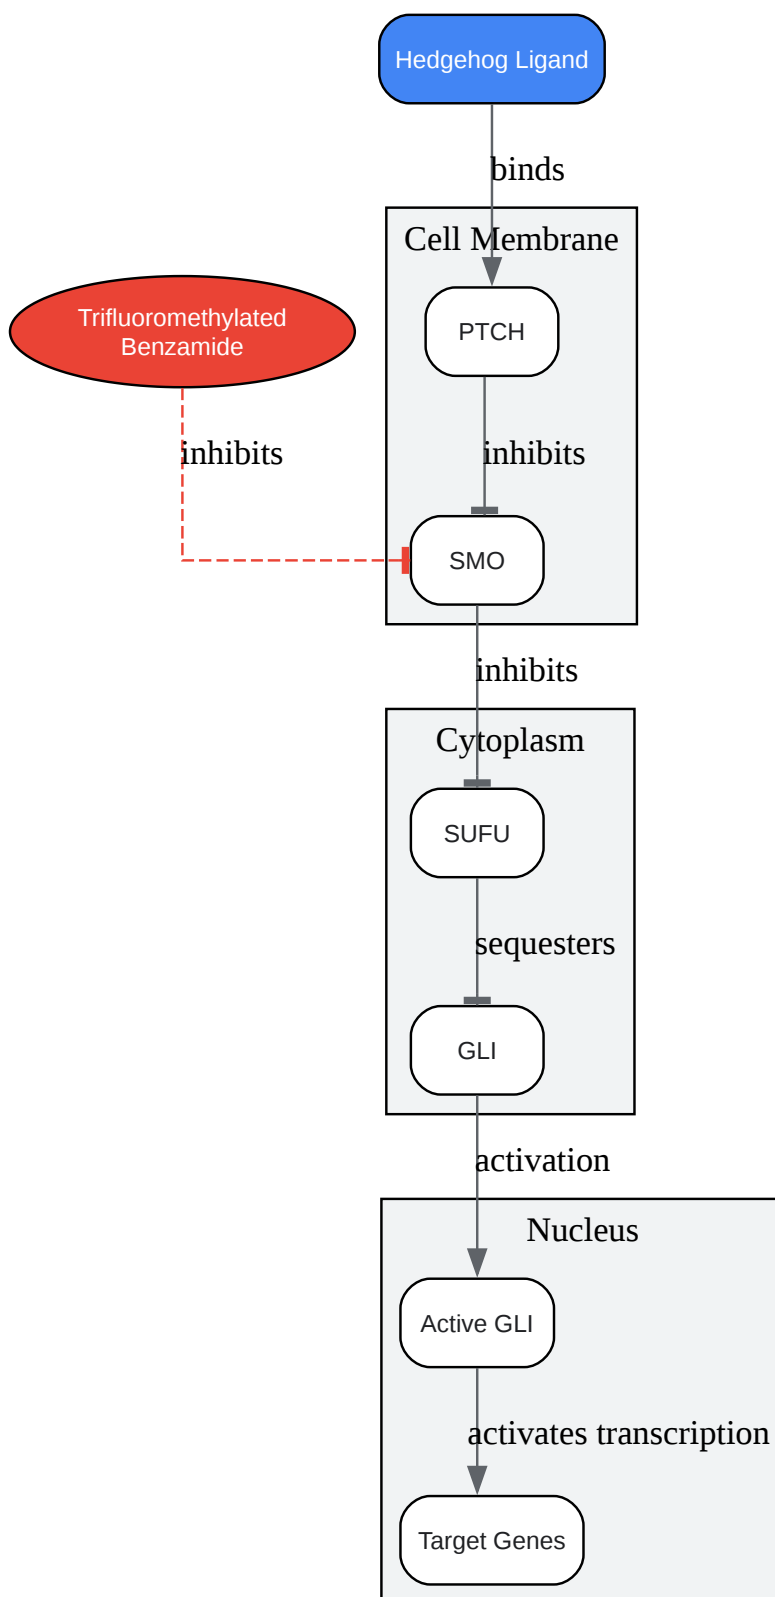 Hedgehog Ligand
binds
Cell Membrane
Trifluoromethylated
Benzamide
PTCH
inhibits
inhibits
SMO
inhibits
Cytoplasm
SUFU
sequesters
GLI
activation
Nucleus
Active GLI
activates transcription
Target Genes